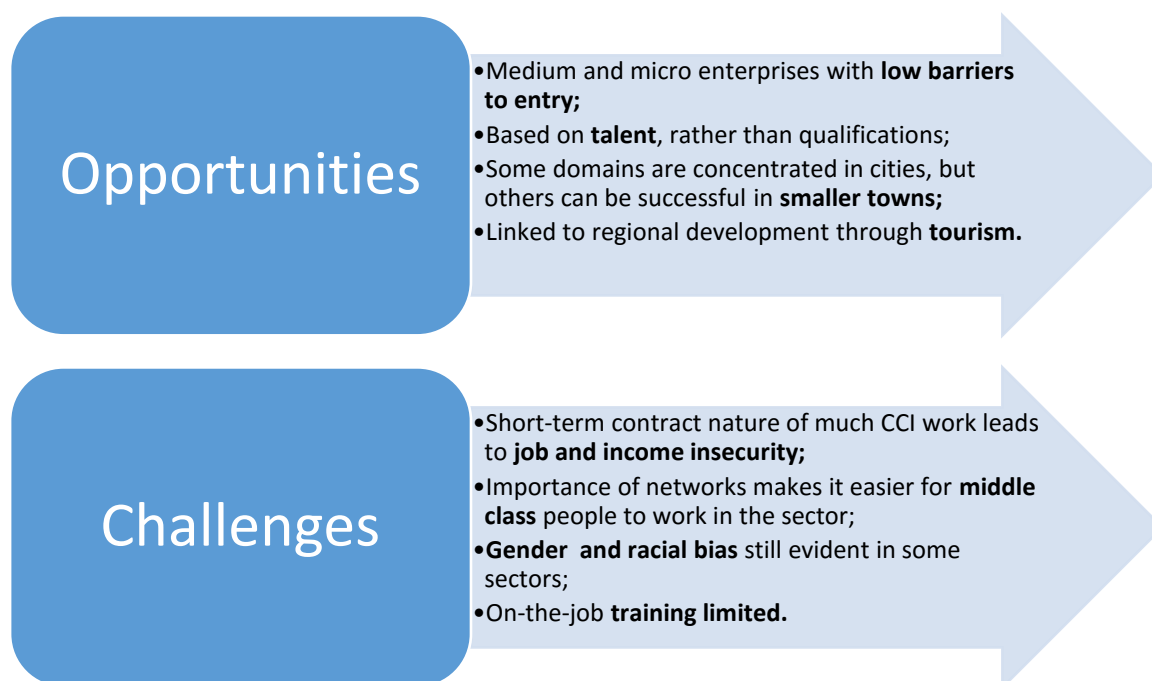 Opportunities
•Medium and micro enterprises with low barriers
to entry;
•Based on talent, rather than qualifications;
•Some domains are concentrated in cities, but
others can be successful in smaller towns;
•Linked to regional development through tourism.
Challenges
•Short-term contract nature of much CCI work leads
to job and income insecurity;
•Importance of networks makes it easier for middle
class people to work in the sector;
•Gender  and racial bias still evident in some
sectors;
•On-the-job training limited.